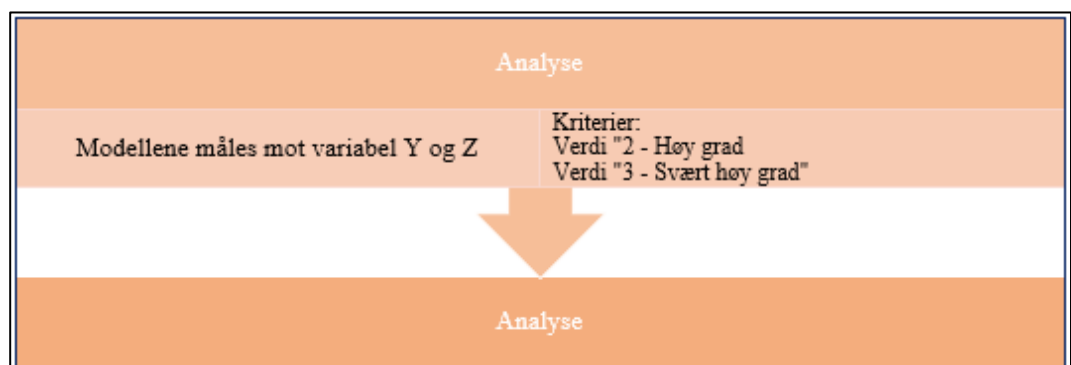 Analyse
Modellene måles mot variabel Y og Z
Kriterier:
Verdi "2 - Høy grad
Verdi "3 - Svært høy grad"
Analyse